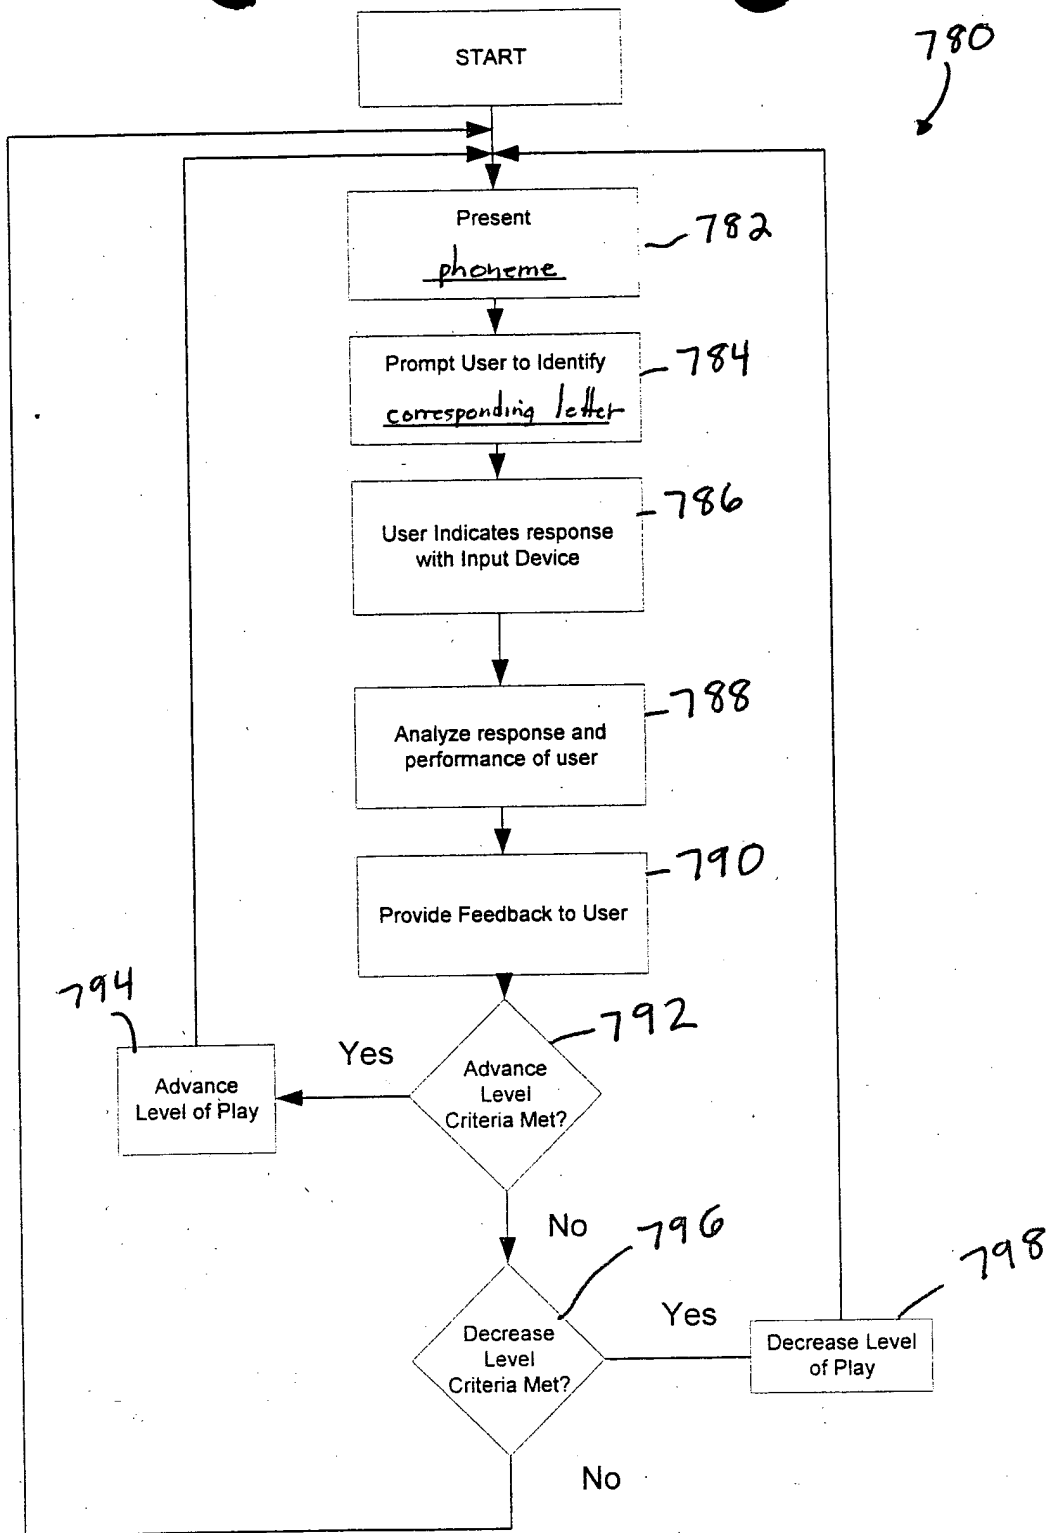 START
780
Present
782
phoneme
Prompt User to Identify
784
corresponding letter
User Indicates response
with Input Device
786
Analyze response and
performance of user
788
Provide Feedback to User
790
792
Advance
Level
Criteria Met?
Yes
794
Advance
Level of Play
No
796
Decrease
Level
Criteria Met?
Yes
798
Decrease Level
of Play
No